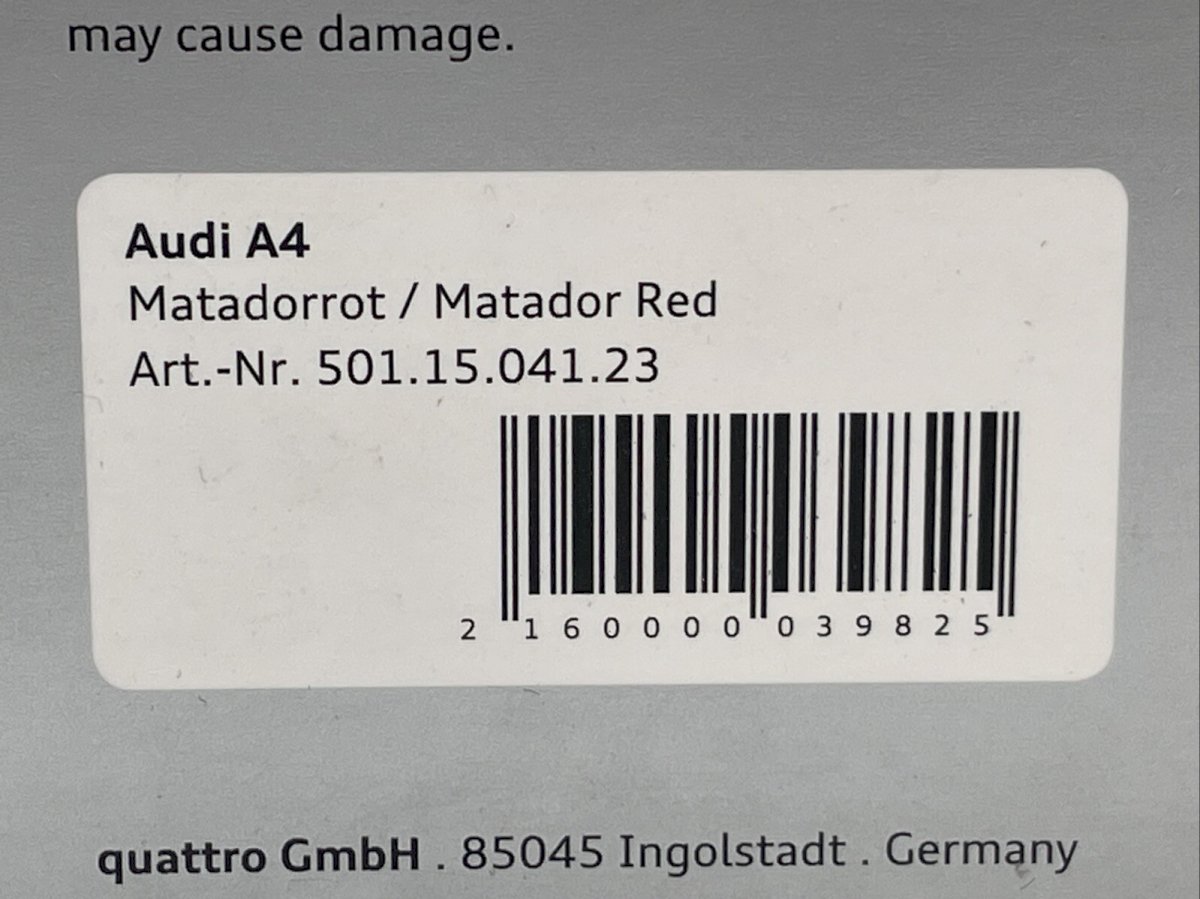 may cause damage.
Audi A4
Matadorrot / Matador Red
Art.-Nr. 501.15.041.23
2 160000 039825
quattro GmbH . 85045 Ingolstadt . Germany